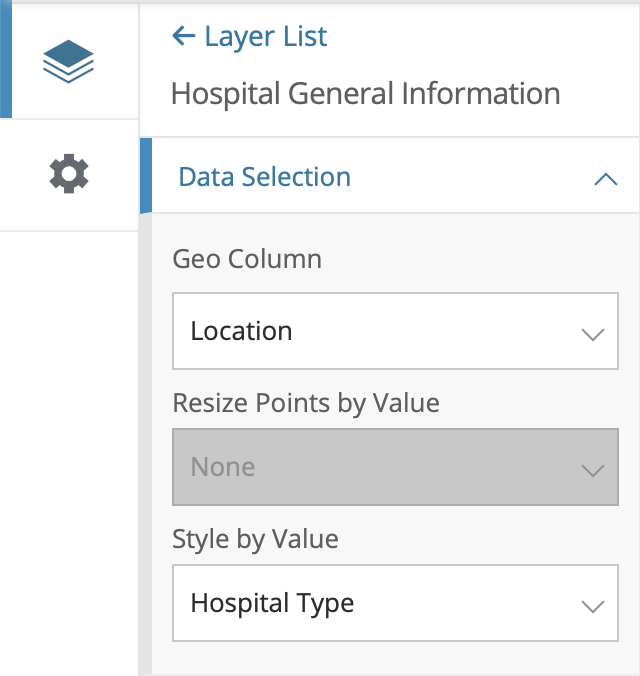 Layer List
Hospital General Information
Data Selection
Geo Column
Location
Resize Points by Value
None
Style by Value
Hospital Type